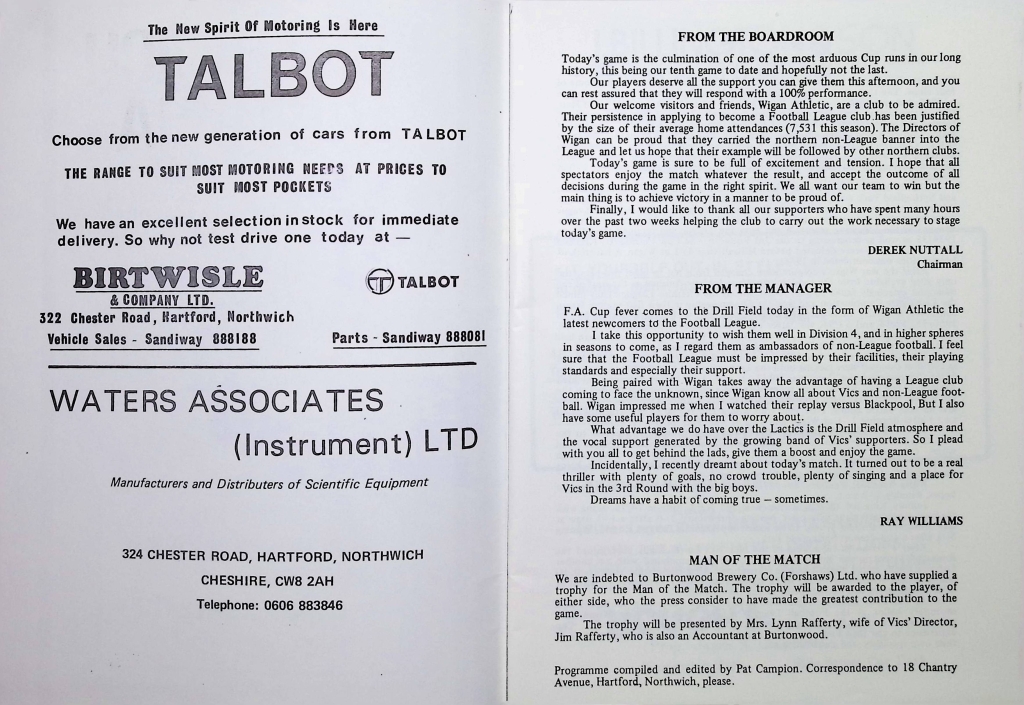 The New Spirit Of Motoring Is Here
TALBOT
Choose from the new generation of cars from TALBOT
THE RANGE TO SUIT MOST MOTORING NEEDS AT PRICES TO
SUIT MOST POCKETS
We have an excellent selection in stock for immediate
delivery. So why not test drive one today at —
BIRTWISLE
& COMPANY LTD.
TALBOT
322 Chester Road, Hartford, Northwich
Vehicle Sales - Sandiway 888188
Parts - Sandiway 888081
WATERS ASSOCIATES
(Instrument) LTD
Manufacturers and Distributers of Scientific Equipment
324 CHESTER ROAD, HARTFORD, NORTHWICH
CHESHIRE, CW8 2AH
Telephone: 0606 883846
FROM THE BOARDROOM
Today's game is the culmination of one of the most arduous Cup runs in our long
history, this being our tenth game to date and hopefully not the last.
Our players deserve all the support you can give them this afternoon, and you
can rest assured that they will respond with a 100% performance.
Our welcome visitors and friends, Wigan Athletic, are a club to be admired.
Their persistence in applying to become a Football League club has been justified
by the size of their average home attendances (7,531 this season). The Directors of
Wigan can be proud that they carried the northern non-League banner into the
League and let us hope that their example will be followed by other northern clubs.
Today's game is sure to be full of excitement and tension. I hope that all
spectators enjoy the match whatever the result, and accept the outcome of all
decisions during the game in the right spirit. We all want our team to win but the
main thing is to achieve victory in a manner to be proud of.
Finally, I would like to thank all our supporters who have spent many hours
over the past two weeks helping the club to carry out the work necessary to stage
today's game.
DEREK NUTTALL
Chairman
FROM THE MANAGER
F.A. Cup fever comes to the Drill Field today in the form of Wigan Athletic the
latest newcomers to the Football League.
I take this opportunity to wish them well in Division 4, and in higher spheres
in seasons to come, as I regard them as ambassadors of non-League football. I feel
sure that the Football League must be impressed by their facilities, their playing
standards and especially their support.
Being paired with Wigan takes away the advantage of having a League club
coming to face the unknown, since Wigan know all about Vics and non-League foot-
ball. Wigan impressed me when I watched their replay versus Blackpool, But I also
have some useful players for them to worry about.
What advantage we do have over the Lactics is the Drill Field atmosphere and
the vocal support generated by the growing band of Vics' supporters. So I plead
with you all to get behind the lads, give them a boost and enjoy the game.
Incidentally, I recently dreamt about today's match. It turned out to be a real
thriller with plenty of goals, no crowd trouble, plenty of singing and a place for
Vics in the 3rd Round with the big boys.
Dreams have a habit of coming true — sometimes.
RAY WILLIAMS
MAN OF THE MATCH
We are indebted to Burtonwood Brewery Co. (Forshaws) Ltd. who have supplied a
trophy for the Man of the Match. The trophy will be awarded to the player, of
either side, who the press consider to have made the greatest contribution to the
game.
The trophy will be presented by Mrs. Lynn Rafferty, wife of Vics' Director,
Jim Rafferty, who is also an Accountant at Burtonwood.
Programme compiled and edited by Pat Campion. Correspondence to 18 Chantry
Avenue, Hartford, Northwich, please.